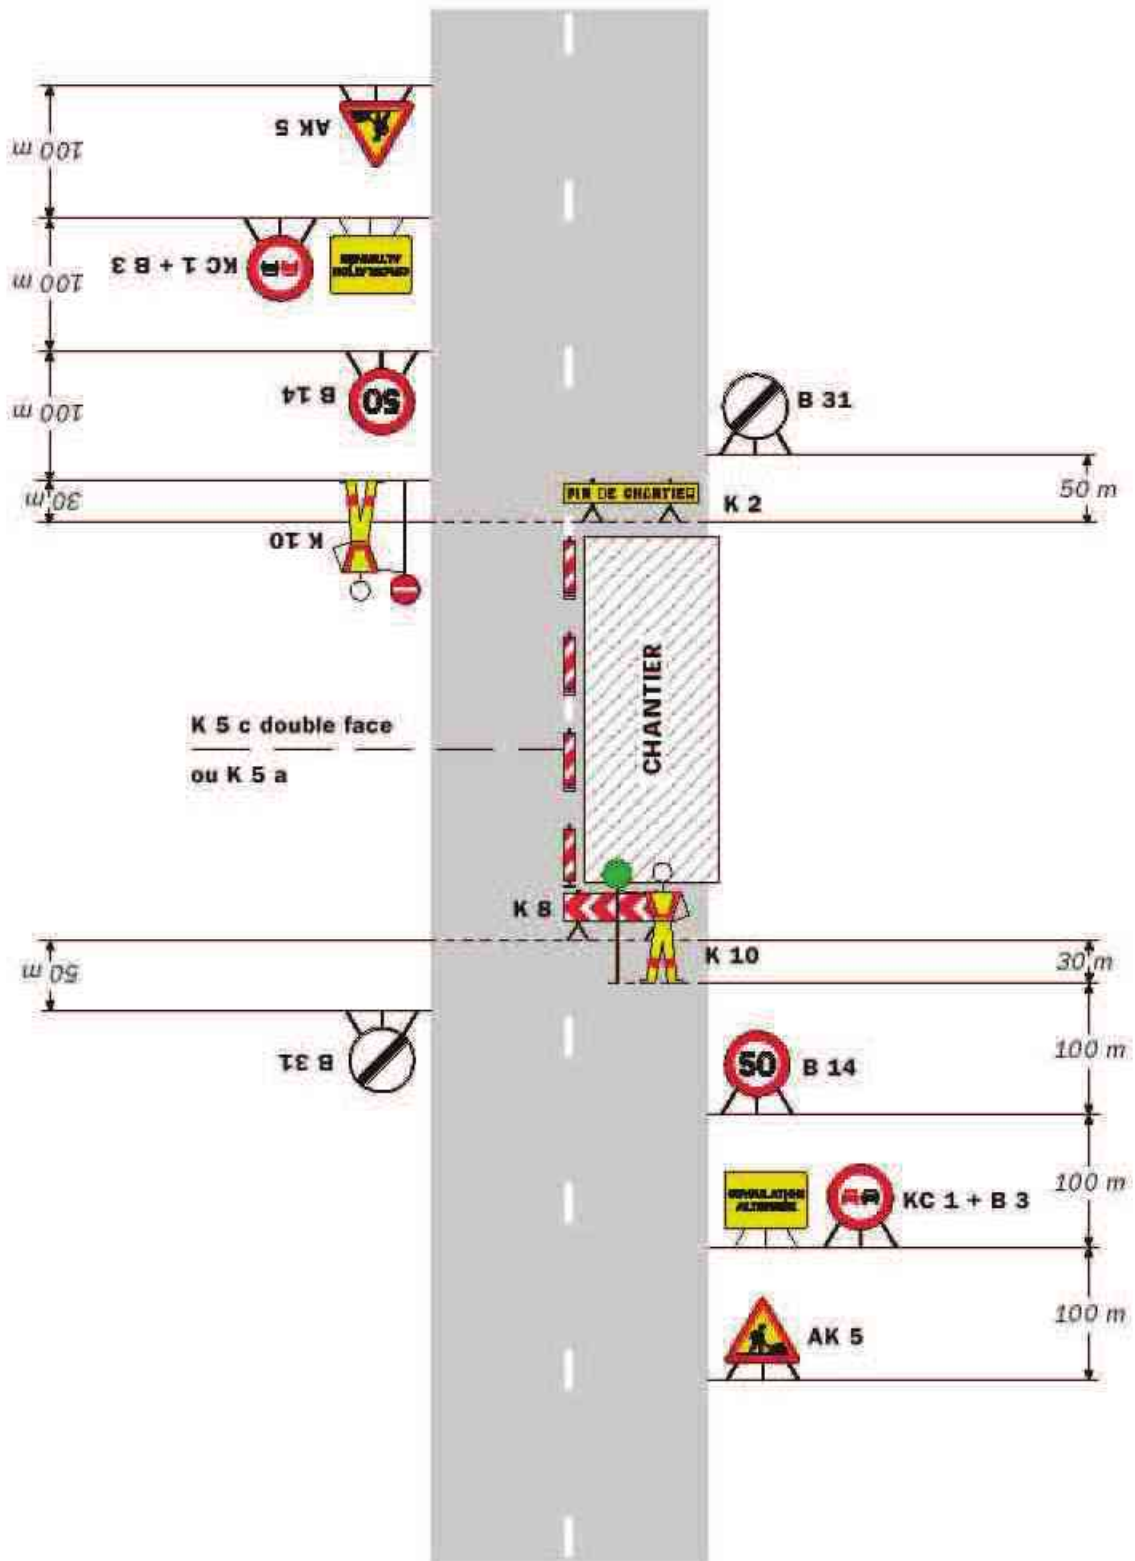 AK 5
100 m
KC 1 + B 3
100 m
B 14
50
100 m
B 31
50 m
30 m
FIN DE CHANTIER
K 2
K 10
CHANTIER
K 5 c double face
ou K 5 a
K 8
K 10
30 m
50 m
B 31
50
B 14
100 m
CIRCULATION
ALTERNÉE
KC 1 + B 3
100 m
AK 5
100 m